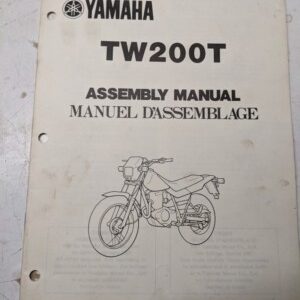 YAMAHA
TW200T
ASSEMBLY MANUAL
MANUEL D'ASSEMBLAGE